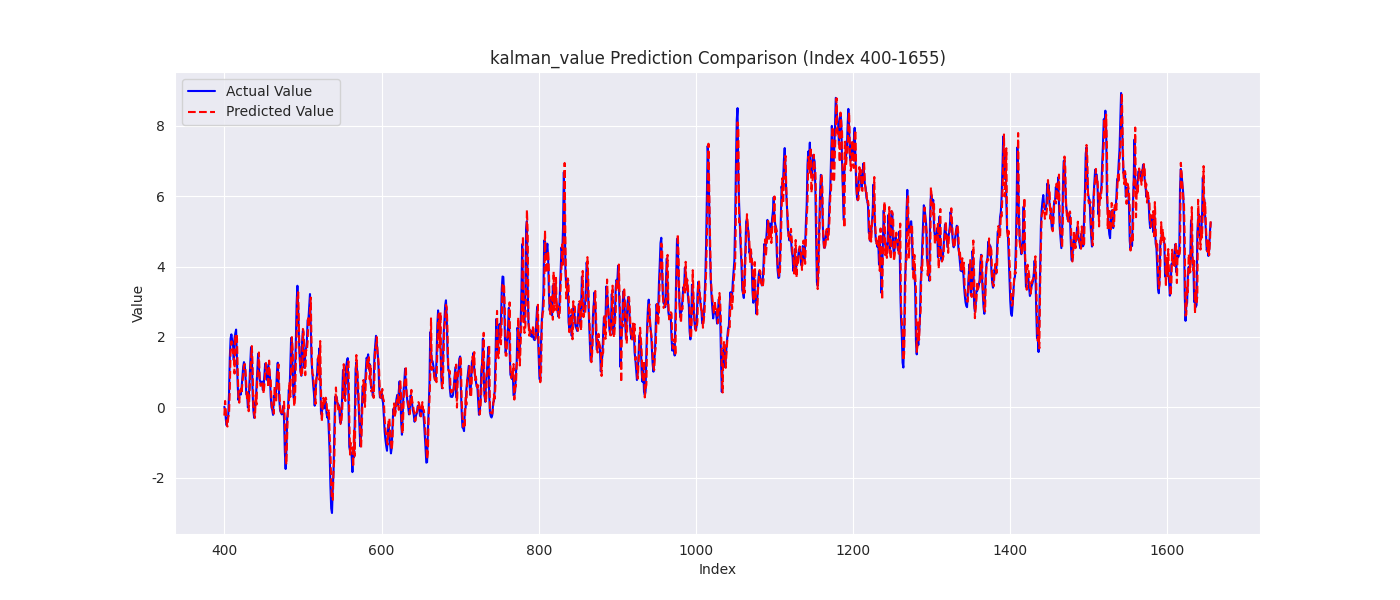 kalman_value Prediction Comparison (Index 400-1655)
Actual Value
Predicted Value
Value
8
6
4
2
0
-2
400 600 800 1000 1200 1400 1600
Index